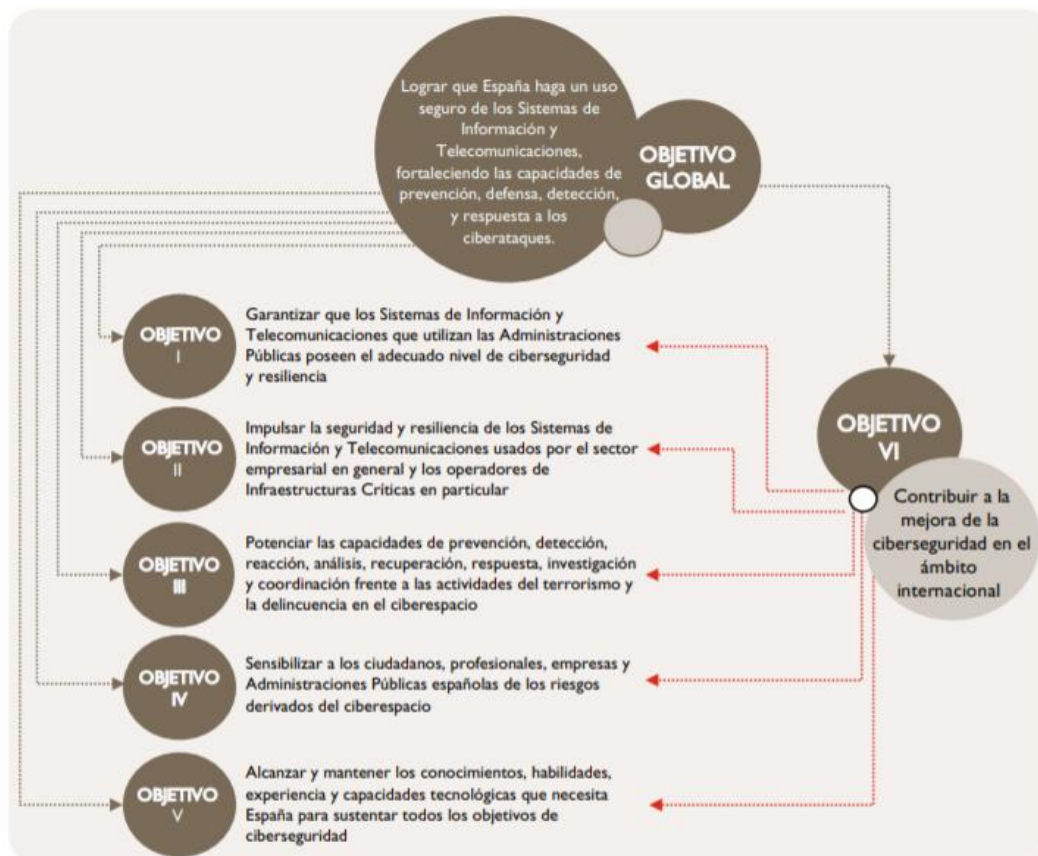 Lograr que España haga un uso
seguro de los Sistemas de
Información y
Telecomunicaciones,
fortaleciendo las capacidades de
prevención, defensa, detección,
y respuesta a los
ciberataques.
OBJETIVO
GLOBAL
OBJETIVO
I
Garantizar que los Sistemas de Información y
Telecomunicaciones que utilizan las Administraciones
Públicas poseen el adecuado nivel de ciberseguridad
y resiliencia
OBJETIVO
II
Impulsar la seguridad y resiliencia de los Sistemas de
Información y Telecomunicaciones usados por el sector
empresarial en general y los operadores de
Infraestructuras Críticas en particular
OBJETIVO
III
Potenciar las capacidades de prevención, detección,
reacción, análisis, recuperación, respuesta, investigación
y coordinación frente a las actividades del terrorismo y
la delincuencia en el ciberespacio
OBJETIVO
IV
Sensibilizar a los ciudadanos, profesionales, empresas y
Administraciones Públicas españolas de los riesgos
derivados del ciberespacio
OBJETIVO
V
Alcanzar y mantener los conocimientos, habilidades,
experiencia y capacidades tecnológicas que necesita
España para sustentar todos los objetivos de
ciberseguridad
OBJETIVO
VI
Contribuir a la
mejora de la
ciberseguridad en el
ámbito
internacional